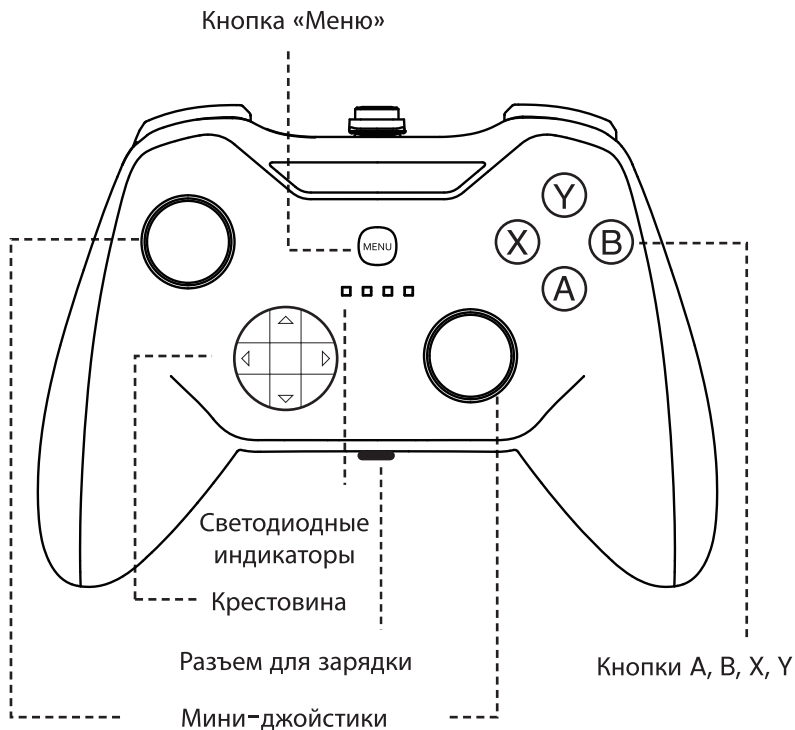 Кнопка «Меню»
Y
X
B
A
MENU
Светодиодные
индикаторы
Крестовина
Разъем для зарядки
Кнопки A, B, X, Y
Мини-джойстики